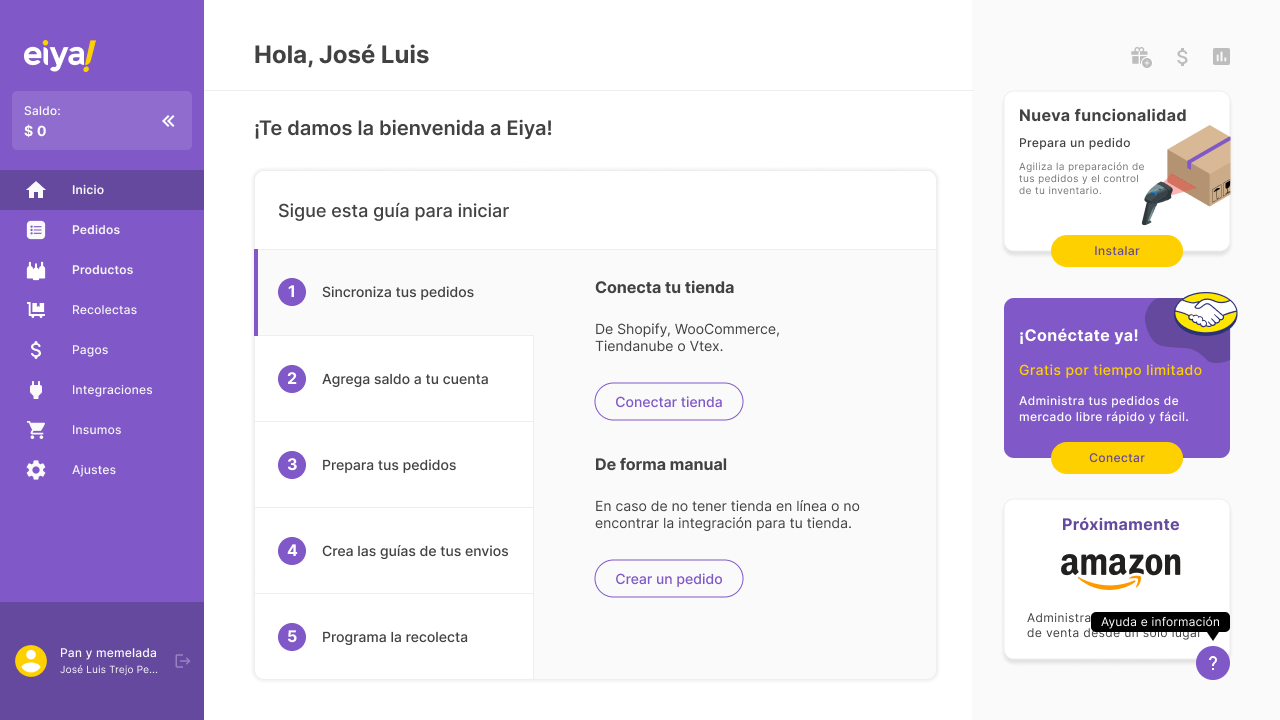 eiya!
Saldo:
$ 0
Inicio
Pedidos
Productos
Recolectas
Pagos
Integraciones
Insumos
Ajustes
Pan y memelada
José Luis Trejo Pe...
Hola, José Luis
¡Te damos la bienvenida a Eiya!
Sigue esta guía para iniciar
1 Sincroniza tus pedidos
2 Agrega saldo a tu cuenta
3 Prepara tus pedidos
4 Crea las guías de tus envios
5 Programa la recolecta
Conecta tu tienda
De Shopify, WooCommerce,
Tiendanube o Vtex.
Conectar tienda
De forma manual
En caso de no tener tienda en línea o no
encontrar la integración para tu tienda.
Crear un pedido
Nueva funcionalidad
Prepara un pedido
Agiliza la preparación de
tus pedidos y el control
de tu inventario.
Instalar
¡Conéctate ya!
Gratis por tiempo limitado
Administra tus pedidos de
mercado libre rápido y fácil.
Conectar
Próximamente
amazon
Administra
de venta desde un solo lugar
Ayuda e información
?